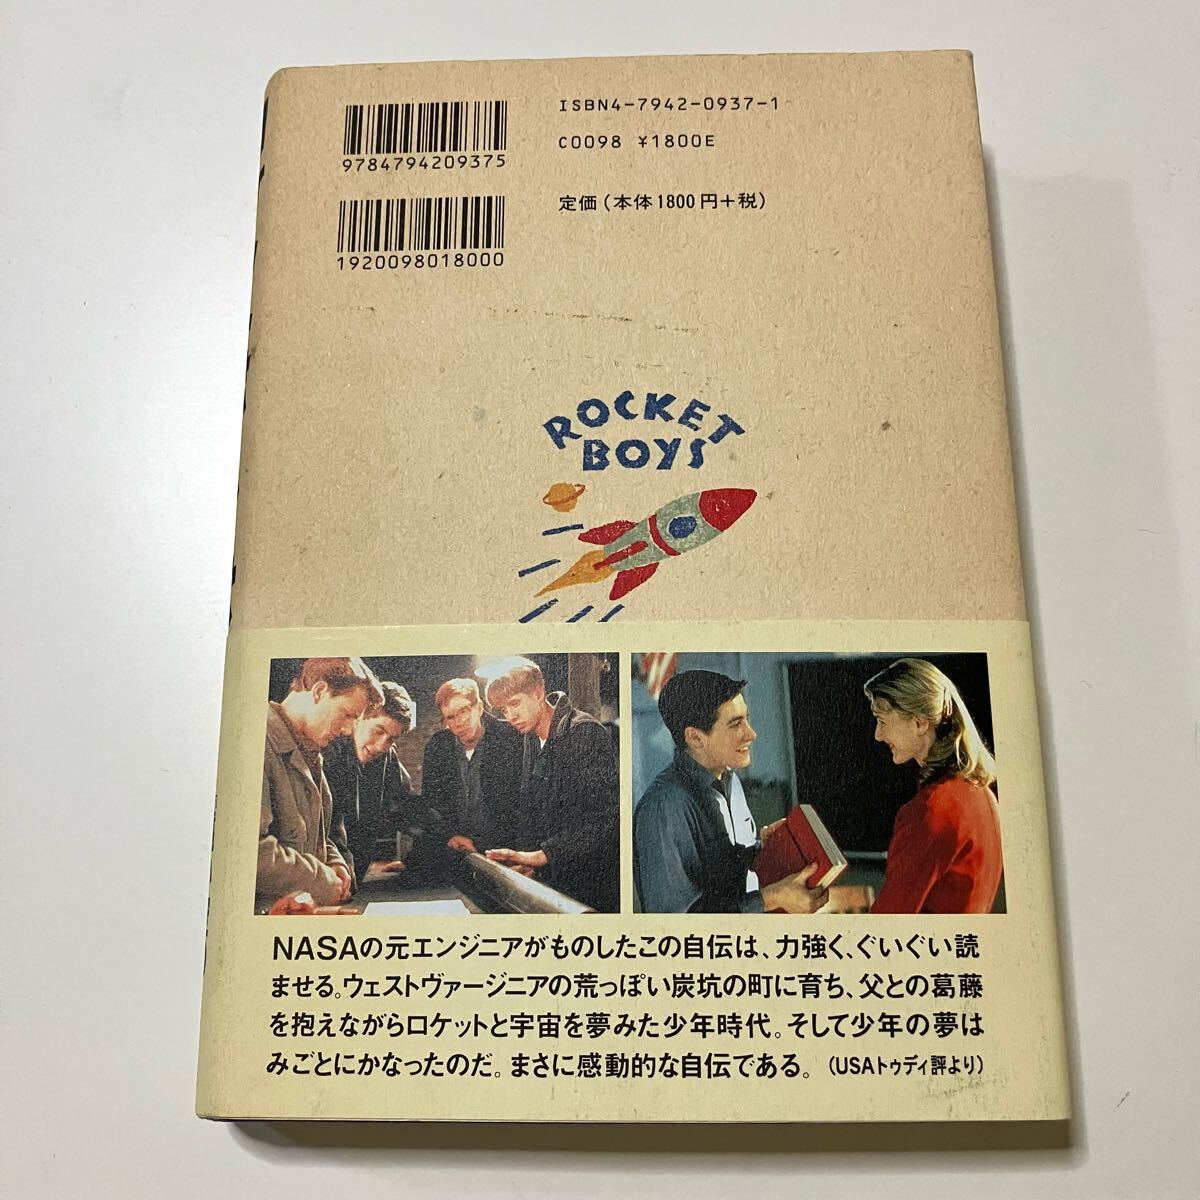 9784794209375
1920098018000
ISBN4-7942-0937-1
C0098 ¥1800E
定価(本体1800円+税)
ROCKET
BOYS
NASAの元エンジニアがものしたこの自伝は、力強く、ぐいぐい読
ませる。ウェストヴァージニアの荒っぽい炭坑の町に育ち、父との葛藤
を抱えながらロケットと宇宙を夢みた少年時代。そして少年の夢は
みごとにかなったのだ。まさに感動的な自伝である。(USAトゥディ評より)